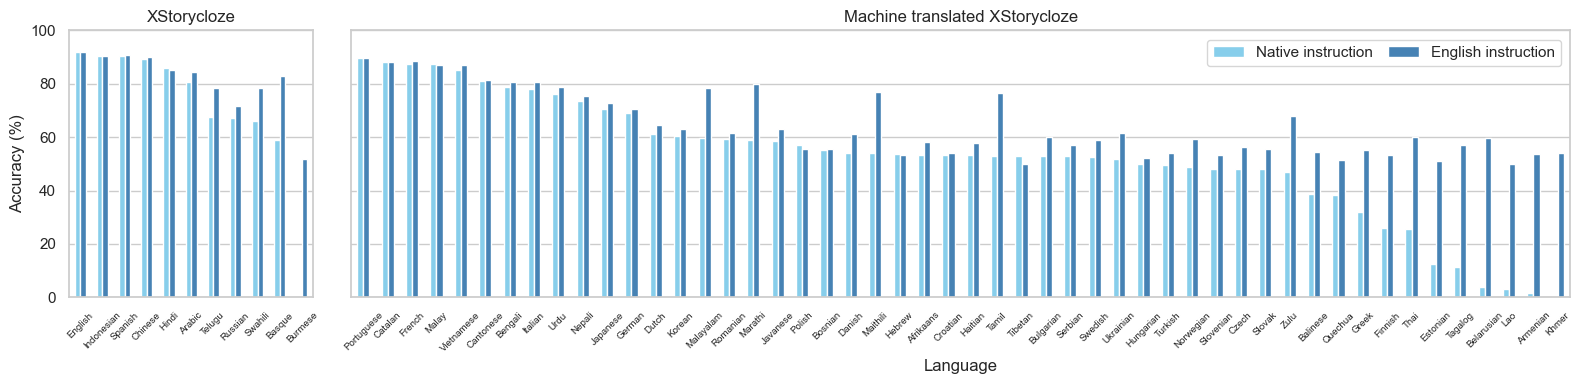 XStorycloze
Machine translated XStorycloze
Native instruction
English instruction
Accuracy (%)
100
80
60
40
20
0
English
Indonesian
Spanish
Chinese
Hindi
Arabic
Telugu
Russian
Swahili
Basque
Burmese
Portuguese
Catalan
French
Malay
Vietnamese
Cantonese
Bengali
Italian
Urdu
Nepali
Japanese
German
Dutch
Korean
Malayalam
Romanian
Marathi
Javanese
Polish
Bosnian
Danish
Maithili
Hebrew
Afrikaans
Croatian
Haitian
Tamil
Tibetan
Bulgarian
Serbian
Swedish
Ukrainian
Hungarian
Turkish
Norwegian
Slovenian
Czech
Slovak
Zulu
Balinese
Quechua
Greek
Finnish
Thai
Estonian
Tagalog
Belarusian
Lao
Armenian
Khmer
Language